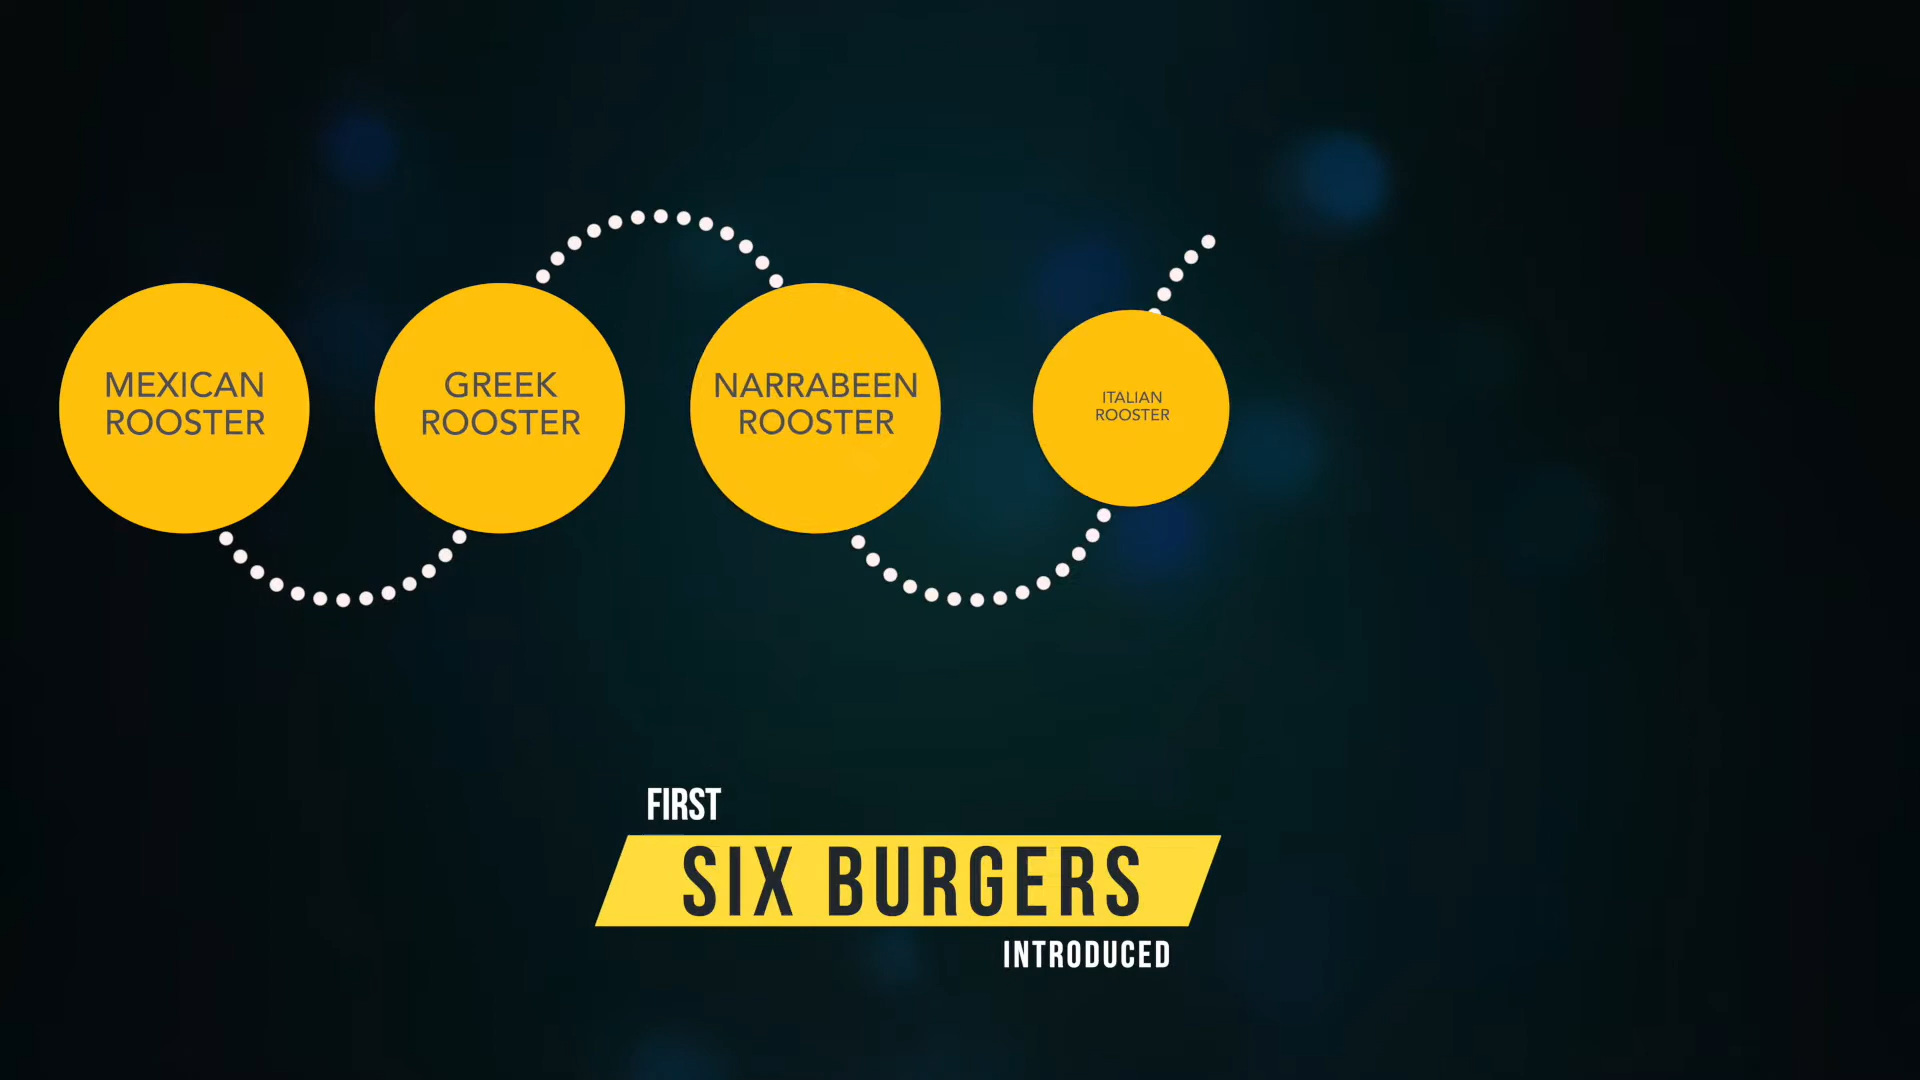 MEXICAN
ROOSTER
GREEK
ROOSTER
NARRABEEN
ROOSTER
ITALIAN
ROOSTER
FIRST
SIX BURGERS
INTRODUCED